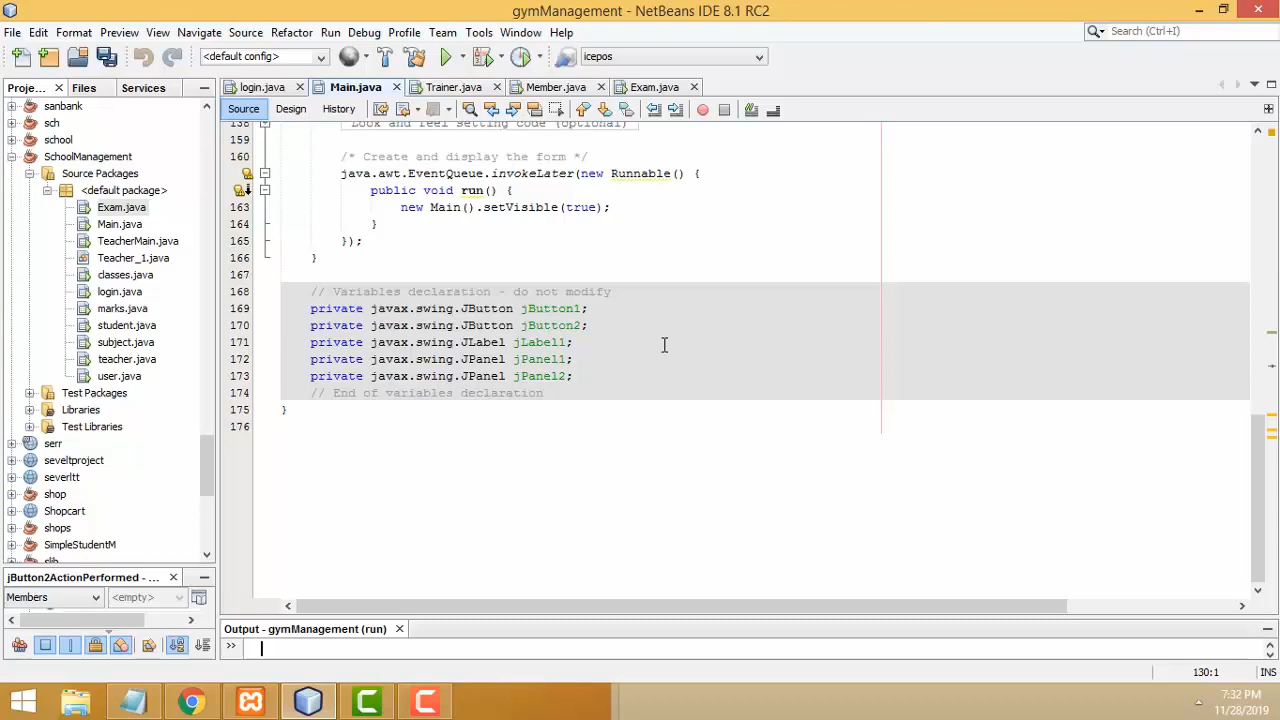 gymManagement - NetBeans IDE 8.1 RC2
File Edit Format Preview View Navigate Source Refactor Run Debug Profile Team Tools Window Help
Search (Ctrl+I)
<default config>
icepos
Proje...
Files
Services
login.java
Main.java
Trainer.java
Member.java
Exam.java
Source
Design
History
sanbank
sch
school
SchoolManagement
Source Packages
<default package>
Exam.java
Main.java
TeacherMain.java
Teacher_1.java
classes.java
login.java
marks.java
student.java
subject.java
teacher.java
user.java
Test Packages
Libraries
Test Libraries
serr
seveltproject
severltt
shop
Shopcart
shops
SimpleStudentM
slib
158 Look and feel setting code (optional)
159
160 /* Create and display the form */
java.awt.EventQueue.invokeLater(new Runnable() {
public void run() {
163 new Main().setVisible(true);
164 }
165 });
166 }
167
168 // Variables declaration - do not modify
169 private javax.swing.JButton jButton1;
170 private javax.swing.JButton jButton2;
171 private javax.swing.JLabel jLabel1;
172 private javax.swing.JPanel jPanel1;
173 private javax.swing.JPanel jPanel2;
174 // End of variables declaration
175 }
176
jButton2ActionPerformed - ...
Members
<empty>
Output - gymManagement (run)
>>
130:1
INS
7:32 PM
11/28/2019